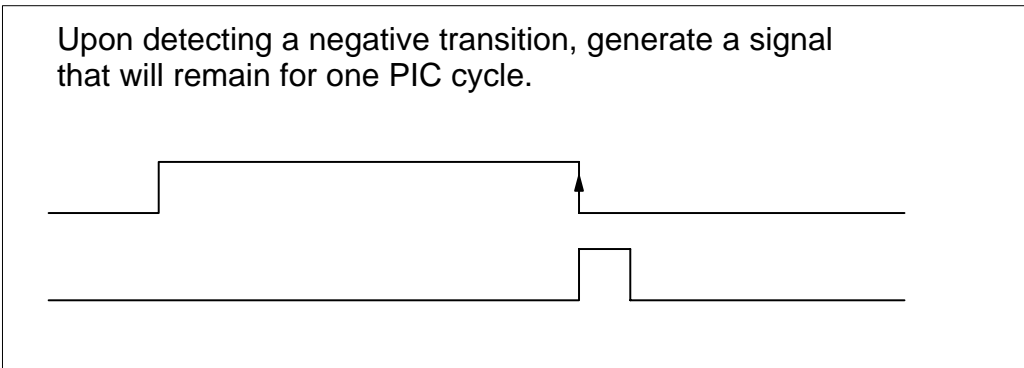 Upon detecting a negative transition, generate a signal
that will remain for one PIC cycle.